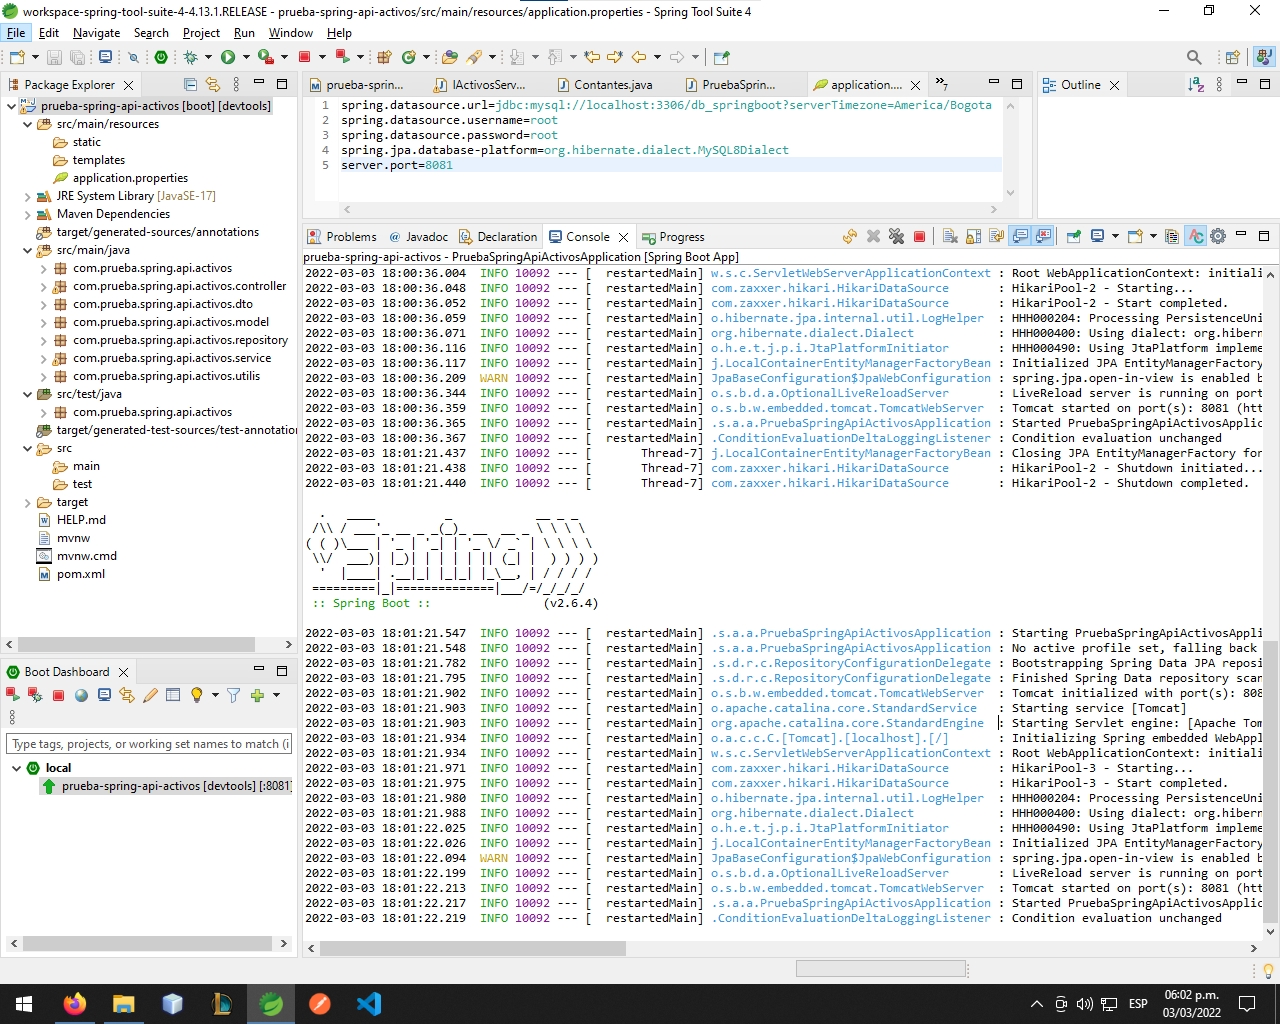 workspace-spring-tool-suite-4-4.13.1.RELEASE - prueba-spring-api-activos/src/main/resources/application.properties - Spring Tool Suite 4
File Edit Navigate Search Project Run Window Help
Package Explorer
prueba-spring-api-activos [boot] [devtools]
src/main/resources
static
templates
application.properties
JRE System Library [JavaSE-17]
Maven Dependencies
target/generated-sources/annotations
src/main/java
com.prueba.spring.api.activos
com.prueba.spring.api.activos.controller
com.prueba.spring.api.activos.dto
com.prueba.spring.api.activos.model
com.prueba.spring.api.activos.repository
com.prueba.spring.api.activos.service
com.prueba.spring.api.activos.utilis
src/test/java
com.prueba.spring.api.activos
target/generated-test-sources/test-annotation
src
main
test
target
HELP.md
mvnw
mvnw.cmd
pom.xml
Boot Dashboard
Type tags, projects, or working set names to match (i
local
prueba-spring-api-activos [devtools] [:8081]
prueba-sprin... IActivosServ... Contantes.java PruebaSprin... application.... 7
1 spring.datasource.url=jdbc:mysql://localhost:3306/db_springboot?serverTimezone=America/Bogota
2 spring.datasource.username=root
3 spring.datasource.password=root
4 spring.jpa.database-platform=org.hibernate.dialect.MySQL8Dialect
5 server.port=8081
Outline
Problems Javadoc Declaration Console Progress
prueba-spring-api-activos - PruebaSpringApiActivosApplication [Spring Boot App]
2022-03-03 18:00:36.004 INFO 10092 --- [ restartedMain] w.s.c.ServletWebServerApplicationContext : Root WebApplicationContext: initiali
2022-03-03 18:00:36.048 INFO 10092 --- [ restartedMain] com.zaxxer.hikari.HikariDataSource : HikariPool-2 - Starting...
2022-03-03 18:00:36.052 INFO 10092 --- [ restartedMain] com.zaxxer.hikari.HikariDataSource : HikariPool-2 - Start completed.
2022-03-03 18:00:36.059 INFO 10092 --- [ restartedMain] o.hibernate.jpa.internal.util.LogHelper : HHH000204: Processing PersistenceUni
2022-03-03 18:00:36.071 INFO 10092 --- [ restartedMain] org.hibernate.dialect.Dialect : HHH000400: Using dialect: org.hibern
2022-03-03 18:00:36.116 INFO 10092 --- [ restartedMain] o.h.e.t.j.p.i.JtaPlatformInitiator : HHH000490: Using JtaPlatform impleme
2022-03-03 18:00:36.117 INFO 10092 --- [ restartedMain] j.LocalContainerEntityManagerFactoryBean : Initialized JPA EntityManagerFactory
2022-03-03 18:00:36.209 WARN 10092 --- [ restartedMain] JpaBaseConfiguration$JpaWebConfiguration : spring.jpa.open-in-view is enabled b
2022-03-03 18:00:36.344 INFO 10092 --- [ restartedMain] o.s.b.d.a.OptionalLiveReloadServer : LiveReload server is running on port
2022-03-03 18:00:36.359 INFO 10092 --- [ restartedMain] o.s.b.w.embedded.tomcat.TomcatWebServer : Tomcat started on port(s): 8081 (htt
2022-03-03 18:00:36.365 INFO 10092 --- [ restartedMain] .s.a.a.PruebaSpringApiActivosApplication : Started PruebaSpringApiActivosApplic
2022-03-03 18:00:36.367 INFO 10092 --- [ restartedMain] .ConditionEvaluationDeltaLoggingListener : Condition evaluation unchanged
2022-03-03 18:01:21.437 INFO 10092 --- [ Thread-7] j.LocalContainerEntityManagerFactoryBean : Closing JPA EntityManagerFactory for
2022-03-03 18:01:21.438 INFO 10092 --- [ Thread-7] com.zaxxer.hikari.HikariDataSource : HikariPool-2 - Shutdown initiated...
2022-03-03 18:01:21.440 INFO 10092 --- [ Thread-7] com.zaxxer.hikari.HikariDataSource : HikariPool-2 - Shutdown completed.
Spring
:: Spring Boot :: (v2.6.4)
2022-03-03 18:01:21.547 INFO 10092 --- [ restartedMain] .s.a.a.PruebaSpringApiActivosApplication : Starting PruebaSpringApiActivosAppli
2022-03-03 18:01:21.548 INFO 10092 --- [ restartedMain] .s.a.a.PruebaSpringApiActivosApplication : No active profile set, falling back
2022-03-03 18:01:21.782 INFO 10092 --- [ restartedMain] .s.d.r.c.RepositoryConfigurationDelegate : Bootstrapping Spring Data JPA reposi
2022-03-03 18:01:21.795 INFO 10092 --- [ restartedMain] .s.d.r.c.RepositoryConfigurationDelegate : Finished Spring Data repository scan
2022-03-03 18:01:21.902 INFO 10092 --- [ restartedMain] o.s.b.w.embedded.tomcat.TomcatWebServer : Tomcat initialized with port(s): 808
2022-03-03 18:01:21.903 INFO 10092 --- [ restartedMain] o.apache.catalina.core.StandardService : Starting service [Tomcat]
2022-03-03 18:01:21.903 INFO 10092 --- [ restartedMain] org.apache.catalina.core.StandardEngine : Starting Servlet engine: [Apache Tom
2022-03-03 18:01:21.934 INFO 10092 --- [ restartedMain] o.a.c.c.C.[Tomcat].[localhost].[/] : Initializing Spring embedded WebAppl
2022-03-03 18:01:21.934 INFO 10092 --- [ restartedMain] w.s.c.ServletWebServerApplicationContext : Root WebApplicationContext: initiali
2022-03-03 18:01:21.971 INFO 10092 --- [ restartedMain] com.zaxxer.hikari.HikariDataSource : HikariPool-3 - Starting...
2022-03-03 18:01:21.975 INFO 10092 --- [ restartedMain] com.zaxxer.hikari.HikariDataSource : HikariPool-3 - Start completed.
2022-03-03 18:01:21.980 INFO 10092 --- [ restartedMain] o.hibernate.jpa.internal.util.LogHelper : HHH000204: Processing PersistenceUni
2022-03-03 18:01:21.988 INFO 10092 --- [ restartedMain] org.hibernate.dialect.Dialect : HHH000400: Using dialect: org.hibern
2022-03-03 18:01:22.025 INFO 10092 --- [ restartedMain] o.h.e.t.j.p.i.JtaPlatformInitiator : HHH000490: Using JtaPlatform impleme
2022-03-03 18:01:22.026 INFO 10092 --- [ restartedMain] j.LocalContainerEntityManagerFactoryBean : Initialized JPA EntityManagerFactory
2022-03-03 18:01:22.094 WARN 10092 --- [ restartedMain] JpaBaseConfiguration$JpaWebConfiguration : spring.jpa.open-in-view is enabled b
2022-03-03 18:01:22.199 INFO 10092 --- [ restartedMain] o.s.b.d.a.OptionalLiveReloadServer : LiveReload server is running on port
2022-03-03 18:01:22.213 INFO 10092 --- [ restartedMain] o.s.b.w.embedded.tomcat.TomcatWebServer : Tomcat started on port(s): 8081 (htt
2022-03-03 18:01:22.217 INFO 10092 --- [ restartedMain] .s.a.a.PruebaSpringApiActivosApplication : Started PruebaSpringApiActivosApplic
2022-03-03 18:01:22.219 INFO 10092 --- [ restartedMain] .ConditionEvaluationDeltaLoggingListener : Condition evaluation unchanged
ESP
06:02 p.m.
03/03/2022